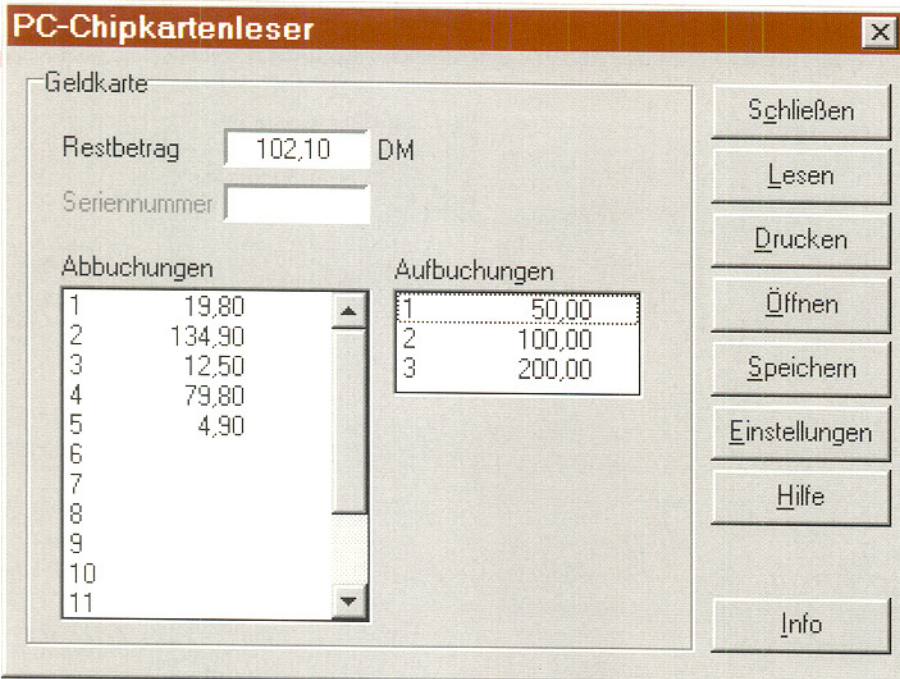 PC-Chipkartenleser
Geldkarte
Restbetrag 102,10 DM
Seriennummer
Abbuchungen
1 19,80
2 134,90
3 12,50
4 79,80
5 4,90
6
7
8
9
10
11
Aufbuchungen
1 50,00
2 100,00
3 200,00
Schließen
Lesen
Drucken
Öffnen
Speichern
Einstellungen
Hilfe
Info